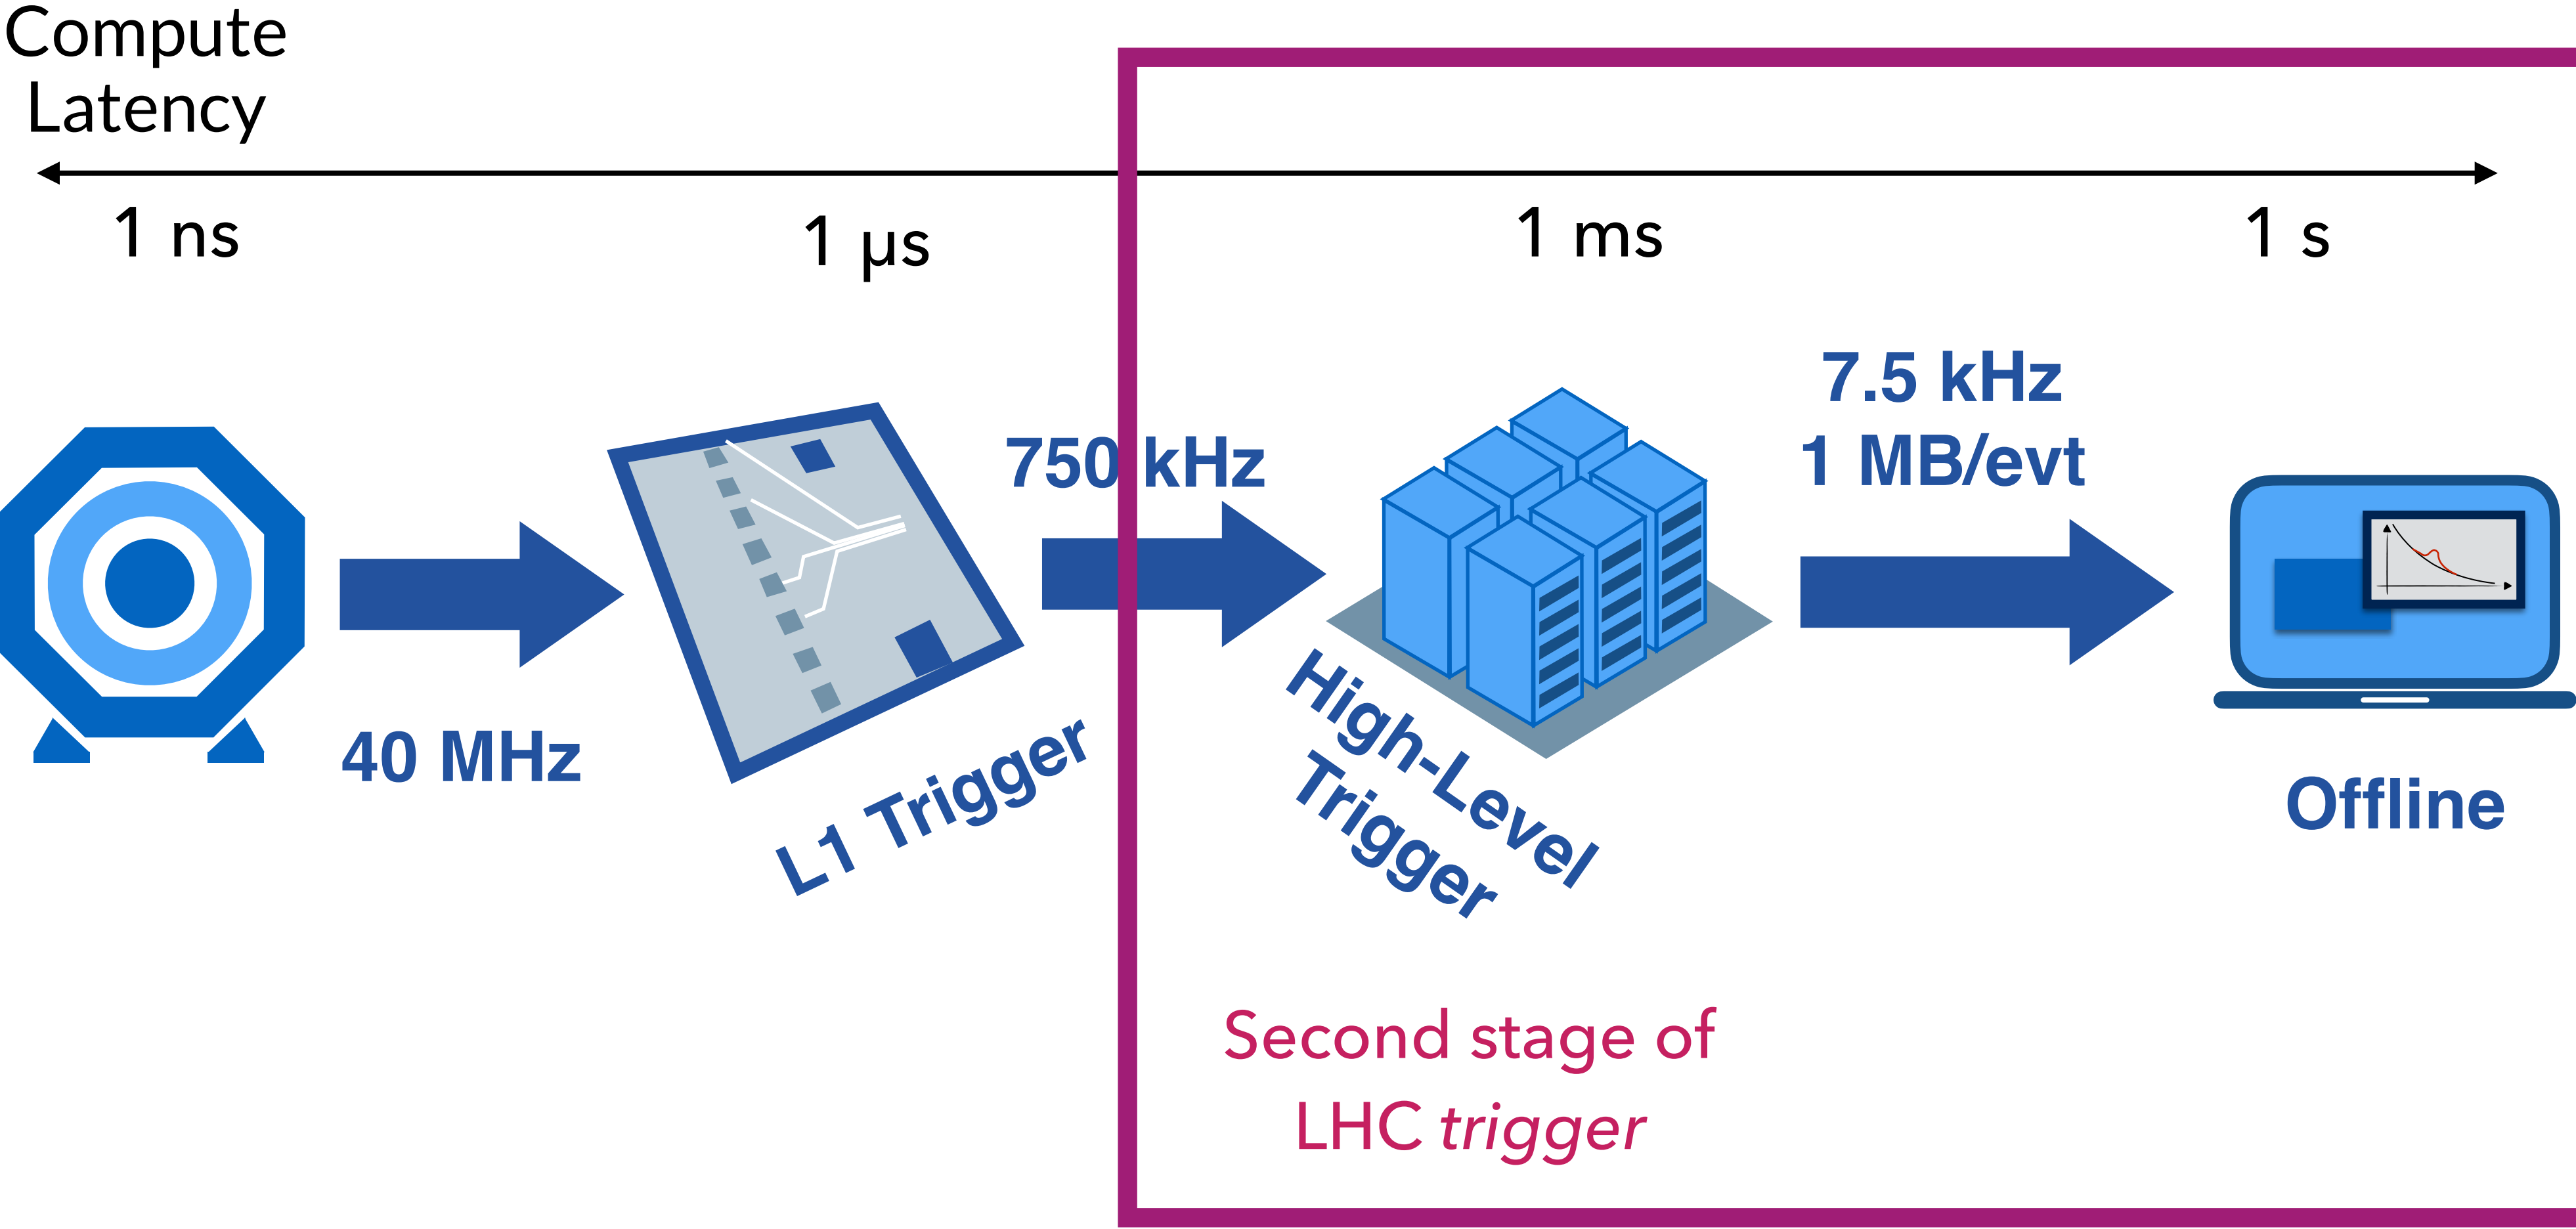 Compute
Latency
1 ns
1 µs
1 ms
1 s
40 MHz
L1 Trigger
750 kHz
High-Level
Trigger
7.5 kHz
1 MB/evt
Offline
Second stage of
LHC trigger